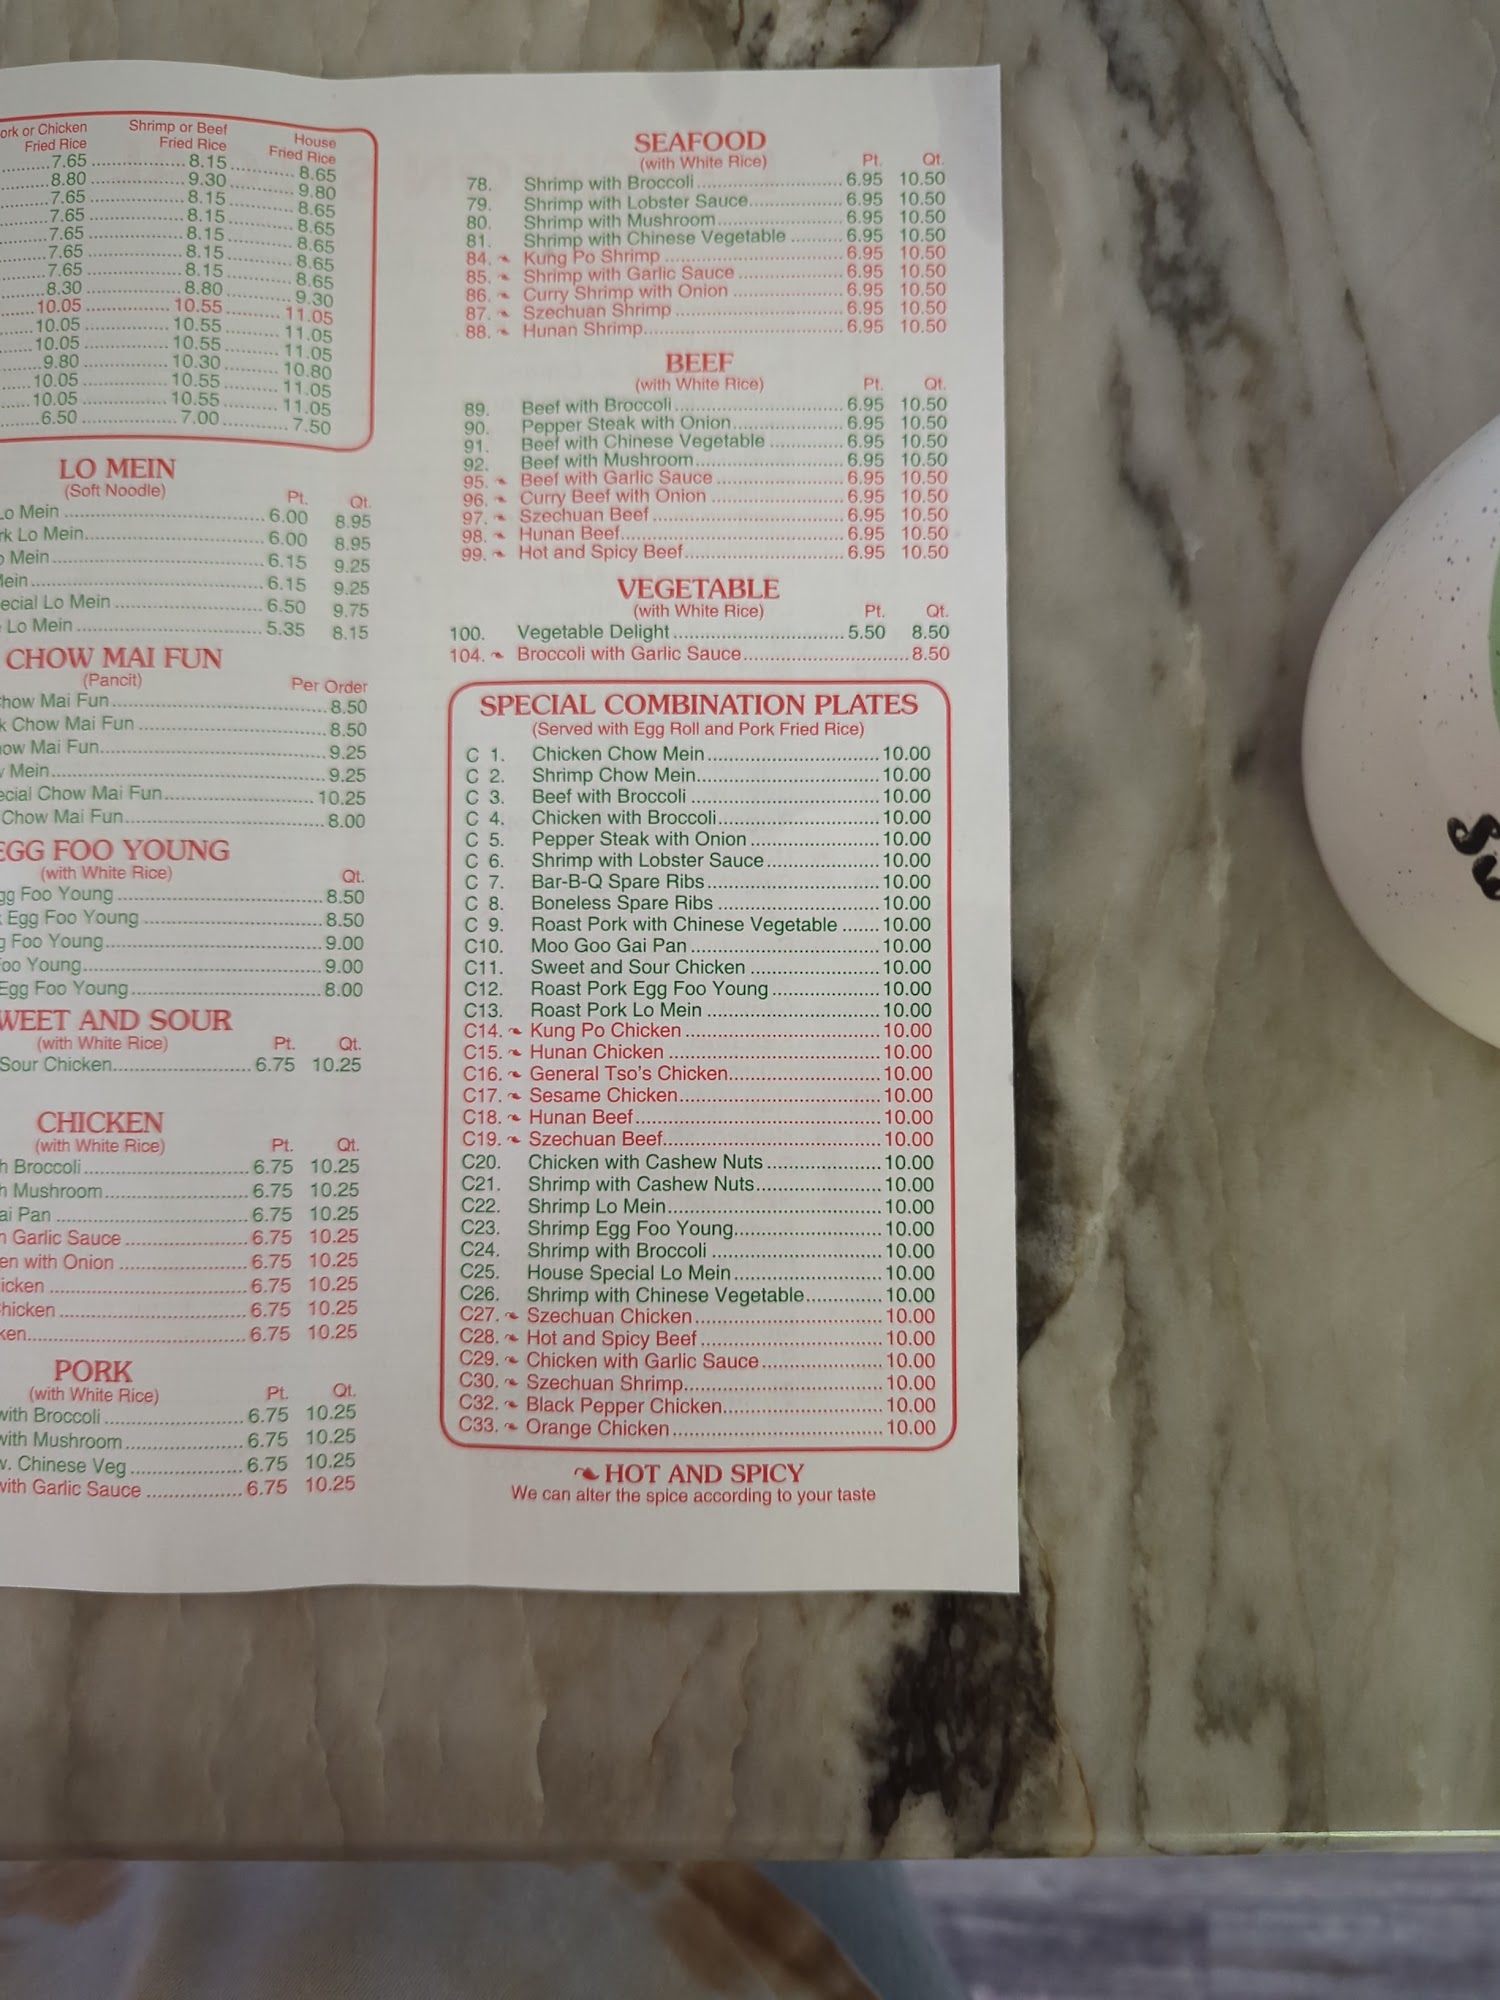 ork or Chicken Shrimp or Beef House
Fried Rice Fried Rice Fried Rice
7.65 8.15 8.65
8.80 9.30 9.80
7.65 8.15 8.65
7.65 8.15 8.65
7.65 8.15 8.65
7.65 8.15 8.65
7.65 8.15 8.65
8.30 8.80 9.30
10.05 10.55 11.05
10.05 10.55 11.05
10.05 10.55 11.05
9.80 10.30 10.80
10.05 10.55 11.05
10.05 10.55 11.05
6.50 7.00 7.50
LO MEIN
(Soft Noodle) Pt. Qt.
Lo Mein 6.00 8.95
rk Lo Mein 6.00 8.95
o Mein 6.15 9.25
Mein 6.15 9.25
ecial Lo Mein 6.50 9.75
Lo Mein 5.35 8.15
CHOW MAI FUN
(Pancit) Per Order
how Mai Fun 8.50
k Chow Mai Fun 8.50
ow Mai Fun 9.25
Mein 9.25
ecial Chow Mai Fun 10.25
Chow Mai Fun 8.00
EGG FOO YOUNG
(with White Rice) Qt.
gg Foo Young 8.50
Egg Foo Young 8.50
g Foo Young 9.00
oo Young 9.00
Egg Foo Young 8.00
WEET AND SOUR
(with White Rice) Pt. Qt.
Sour Chicken 6.75 10.25
CHICKEN
(with White Rice) Pt. Qt.
h Broccoli 6.75 10.25
h Mushroom 6.75 10.25
ai Pan 6.75 10.25
n Garlic Sauce 6.75 10.25
en with Onion 6.75 10.25
icken 6.75 10.25
hicken 6.75 10.25
ken 6.75 10.25
PORK
(with White Rice) Pt. Qt.
with Broccoli 6.75 10.25
with Mushroom 6.75 10.25
w. Chinese Veg 6.75 10.25
with Garlic Sauce 6.75 10.25
SEAFOOD
(with White Rice) Pt. Qt.
78. Shrimp with Broccoli 6.95 10.50
79. Shrimp with Lobster Sauce 6.95 10.50
80. Shrimp with Mushroom 6.95 10.50
81. Shrimp with Chinese Vegetable 6.95 10.50
84. Kung Po Shrimp 6.95 10.50
85. Shrimp with Garlic Sauce 6.95 10.50
86. Curry Shrimp with Onion 6.95 10.50
87. Szechuan Shrimp 6.95 10.50
88. Hunan Shrimp 6.95 10.50
BEEF
(with White Rice) Pt. Qt.
89. Beef with Broccoli 6.95 10.50
90. Pepper Steak with Onion 6.95 10.50
91. Beef with Chinese Vegetable 6.95 10.50
92. Beef with Mushroom 6.95 10.50
95. Beef with Garlic Sauce 6.95 10.50
96. Curry Beef with Onion 6.95 10.50
97. Szechuan Beef 6.95 10.50
98. Hunan Beef 6.95 10.50
99. Hot and Spicy Beef 6.95 10.50
VEGETABLE
(with White Rice) Pt. Qt.
100. Vegetable Delight 5.50 8.50
104. Broccoli with Garlic Sauce 8.50
SPECIAL COMBINATION PLATES
(Served with Egg Roll and Pork Fried Rice)
C 1. Chicken Chow Mein 10.00
C 2. Shrimp Chow Mein 10.00
C 3. Beef with Broccoli 10.00
C 4. Chicken with Broccoli 10.00
C 5. Pepper Steak with Onion 10.00
C 6. Shrimp with Lobster Sauce 10.00
C 7. Bar-B-Q Spare Ribs 10.00
C 8. Boneless Spare Ribs 10.00
C 9. Roast Pork with Chinese Vegetable 10.00
C10. Moo Goo Gai Pan 10.00
C11. Sweet and Sour Chicken 10.00
C12. Roast Pork Egg Foo Young 10.00
C13. Roast Pork Lo Mein 10.00
C14. Kung Po Chicken 10.00
C15. Hunan Chicken 10.00
C16. General Tso's Chicken 10.00
C17. Sesame Chicken 10.00
C18. Hunan Beef 10.00
C19. Szechuan Beef 10.00
C20. Chicken with Cashew Nuts 10.00
C21. Shrimp with Cashew Nuts 10.00
C22. Shrimp Lo Mein 10.00
C23. Shrimp Egg Foo Young 10.00
C24. Shrimp with Broccoli 10.00
C25. House Special Lo Mein 10.00
C26. Shrimp with Chinese Vegetable 10.00
C27. Szechuan Chicken 10.00
C28. Hot and Spicy Beef 10.00
C29. Chicken with Garlic Sauce 10.00
C30. Szechuan Shrimp 10.00
C32. Black Pepper Chicken 10.00
C33. Orange Chicken 10.00
HOT AND SPICY
We can alter the spice according to your taste